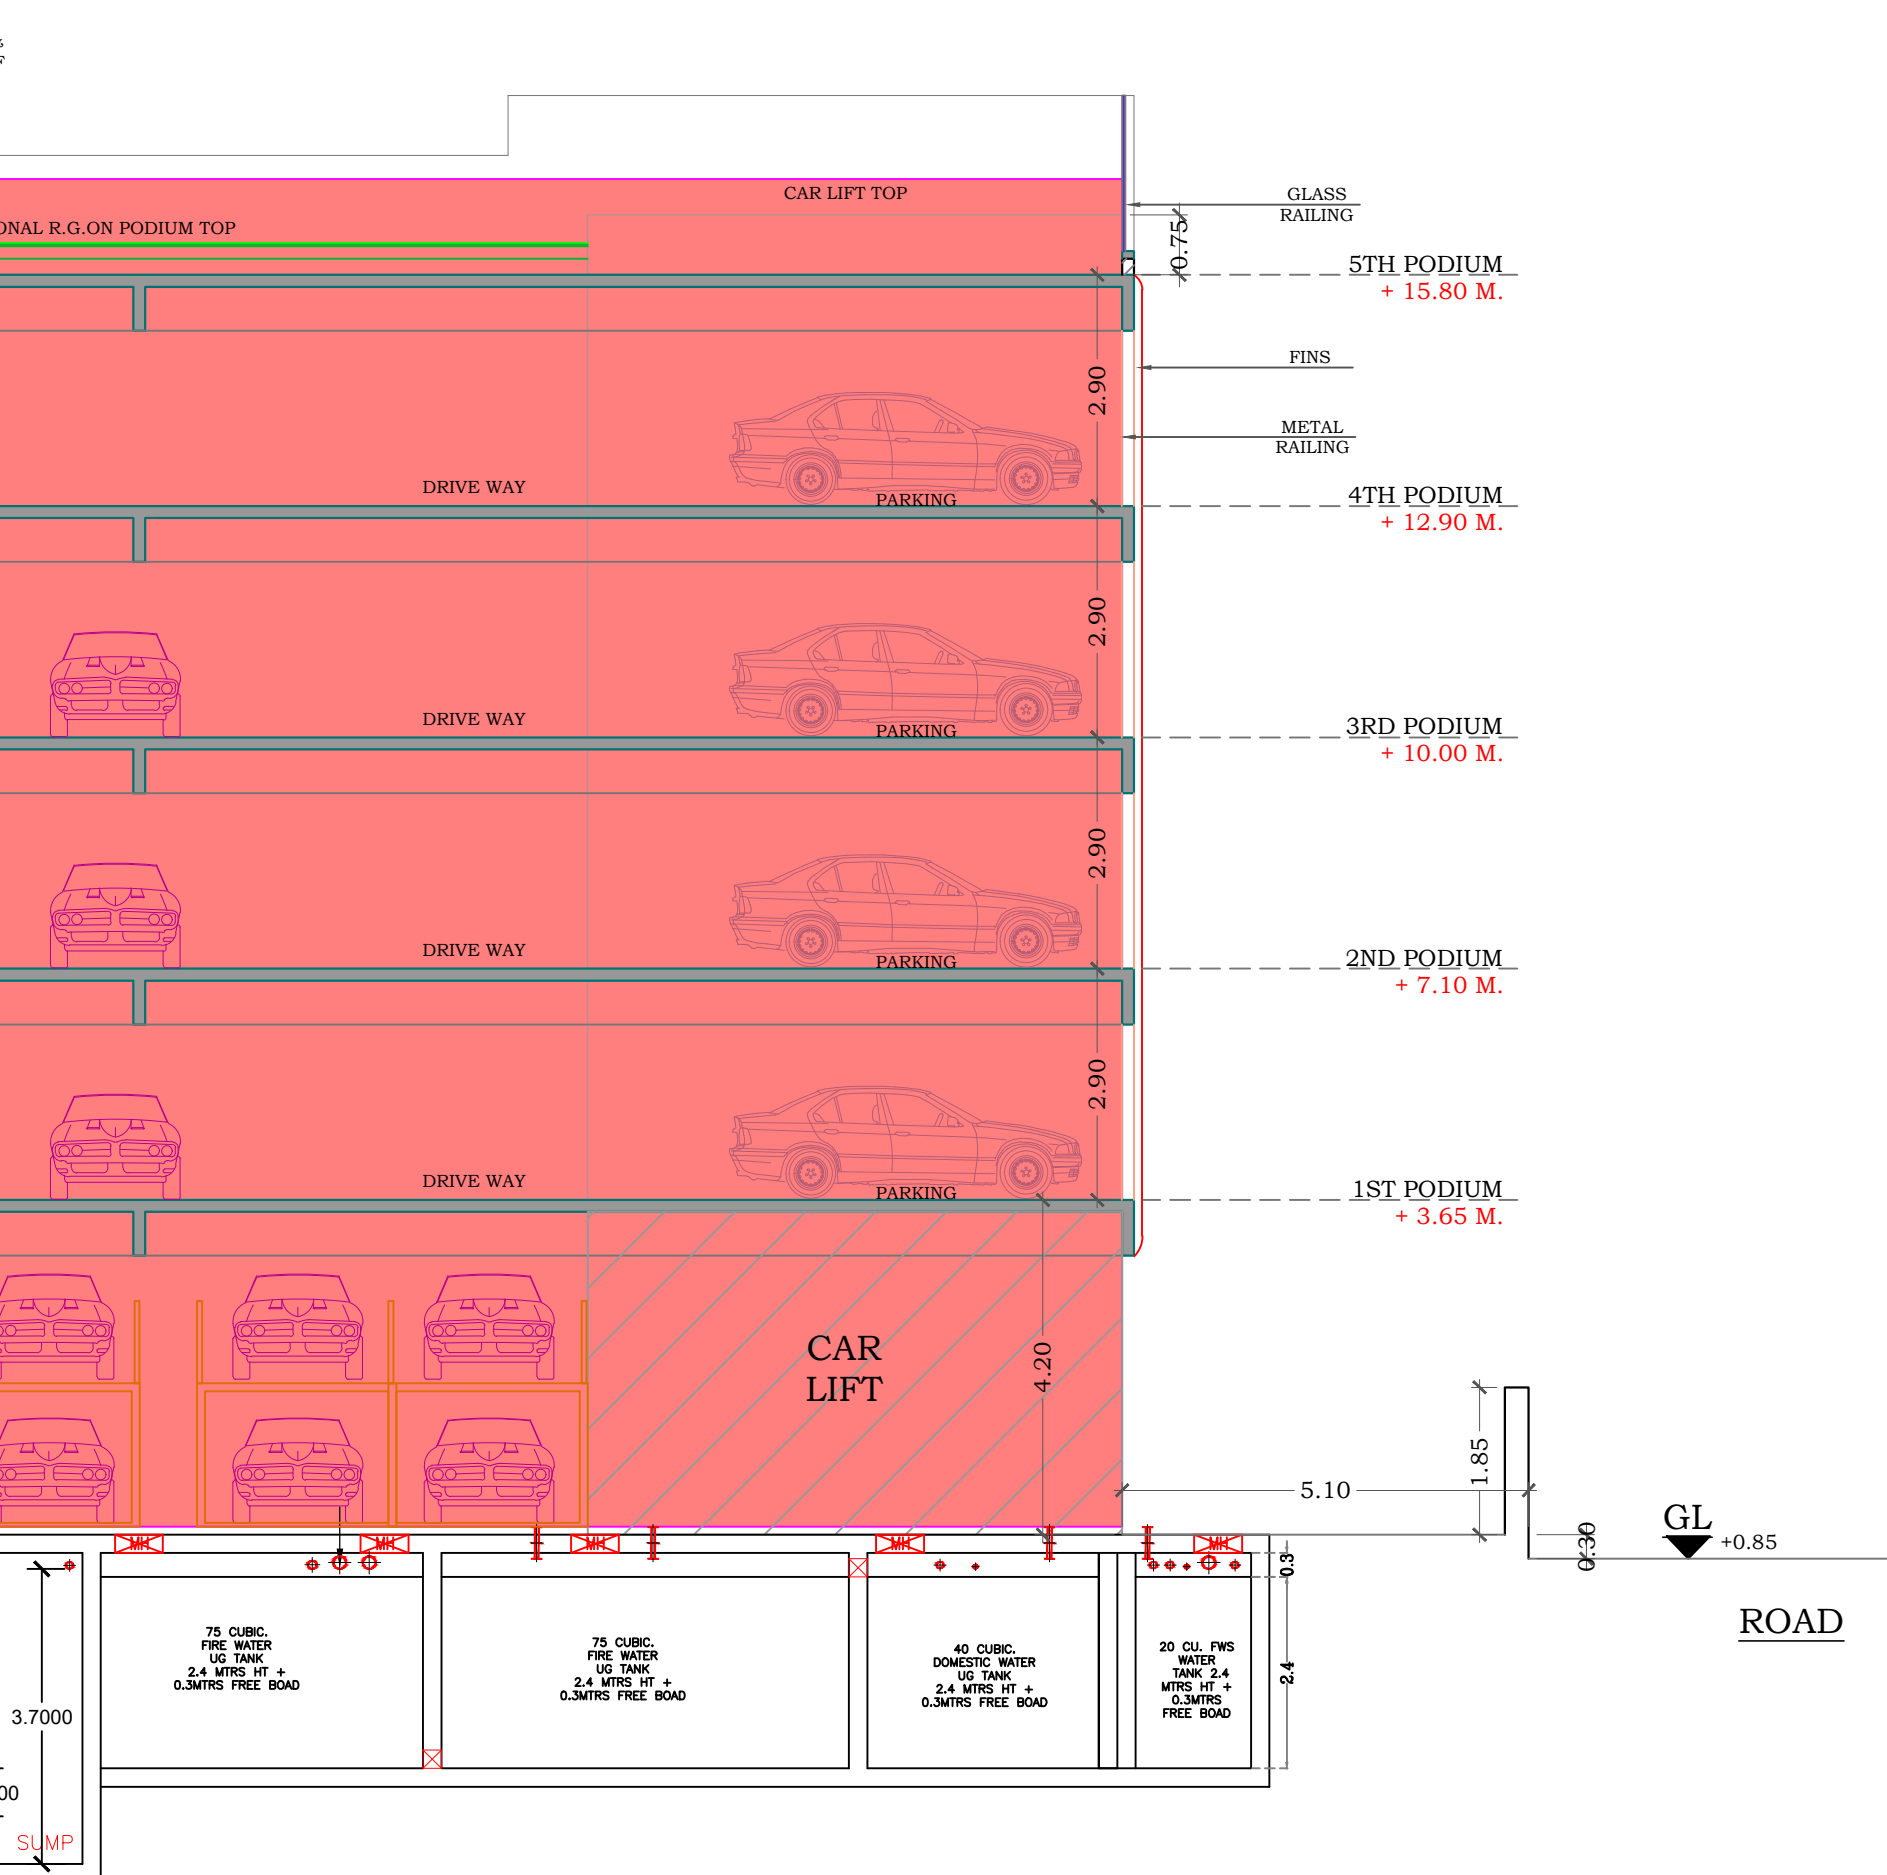 CAR LIFT TOP
GLASS
RAILING
ONAL R.G.ON PODIUM TOP
0.75
5TH PODIUM
+ 15.80 M.
FINS
2.90
METAL
RAILING
DRIVE WAY
PARKING
4TH PODIUM
+ 12.90 M.
2.90
DRIVE WAY
PARKING
3RD PODIUM
+ 10.00 M.
2.90
DRIVE WAY
PARKING
2ND PODIUM
+ 7.10 M.
2.90
DRIVE WAY
PARKING
1ST PODIUM
+ 3.65 M.
CAR
LIFT
4.20
1.85
5.10
GL
+0.85
0.30
ROAD
MH
MH
MH
MH
MH
0.3
2.4
75 CUBIC.
FIRE WATER
UG TANK
2.4 MTRS HT +
0.3MTRS FREE BOAD
75 CUBIC.
FIRE WATER
UG TANK
2.4 MTRS HT +
0.3MTRS FREE BOAD
40 CUBIC.
DOMESTIC WATER
UG TANK
2.4 MTRS HT +
0.3MTRS FREE BOAD
20 CU. FWS
WATER
TANK 2.4
MTRS HT +
0.3MTRS
FREE BOAD
3.7000
00
SUMP